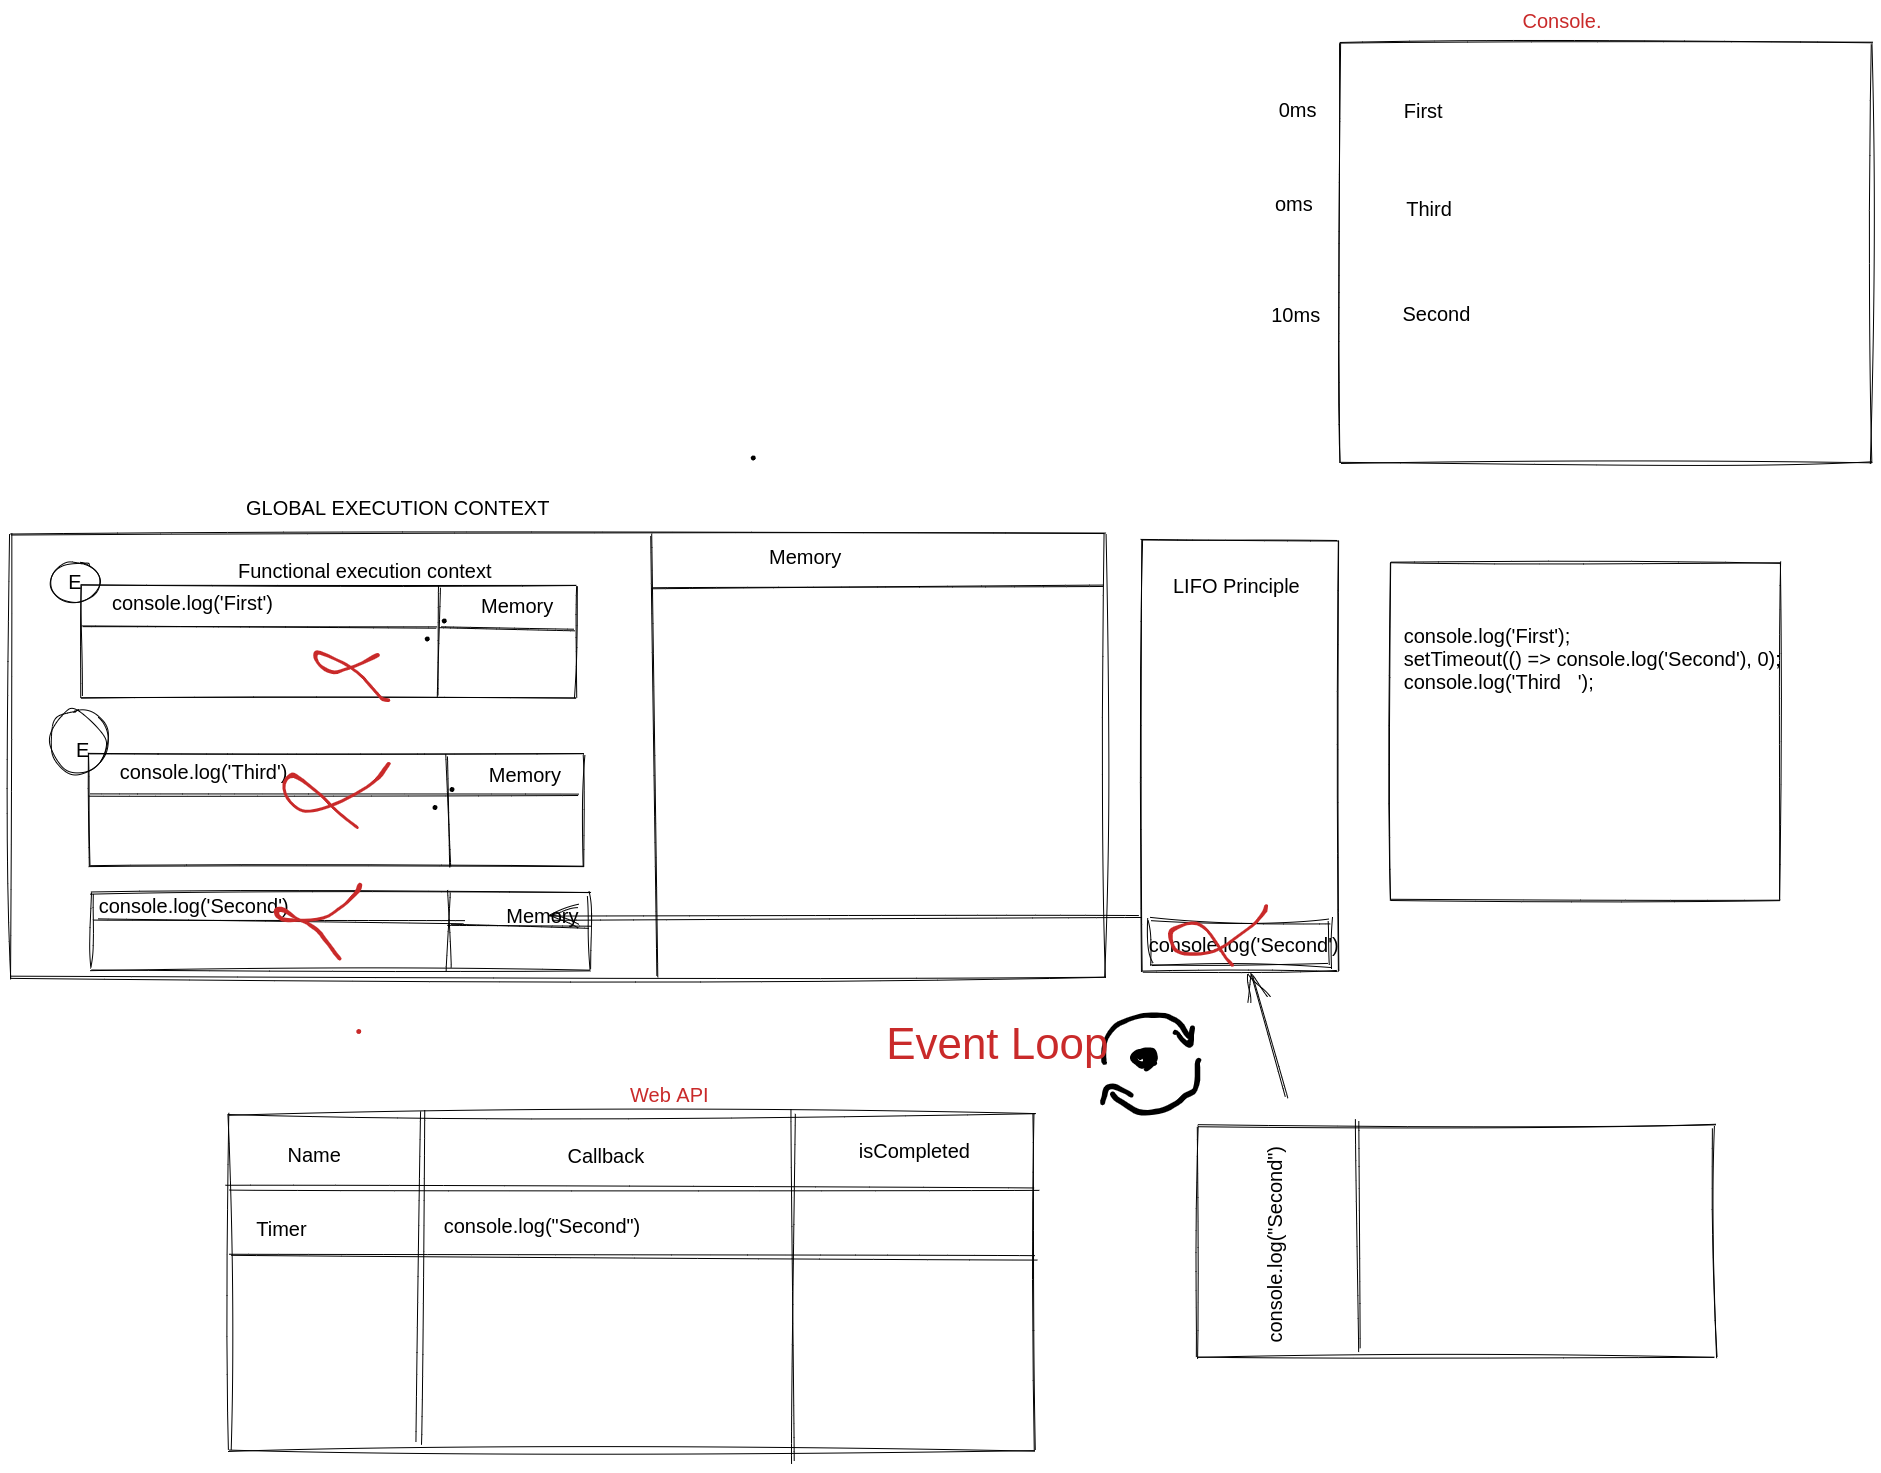 Console.
0ms
First
oms
Third
10ms
Second
GLOBAL EXECUTION CONTEXT
E
Functional execution context
console.log('First')
Memory
Memory
LIFO Principle
console.log('First');
setTimeout(() => console.log('Second'), 0);
console.log('Third   ');
E
console.log('Third')
Memory
console.log('Second')
Memory
console.log('Second')
Event Loop
Web API
Name
Callback
isCompleted
Timer
console.log("Second")
console.log("Second")